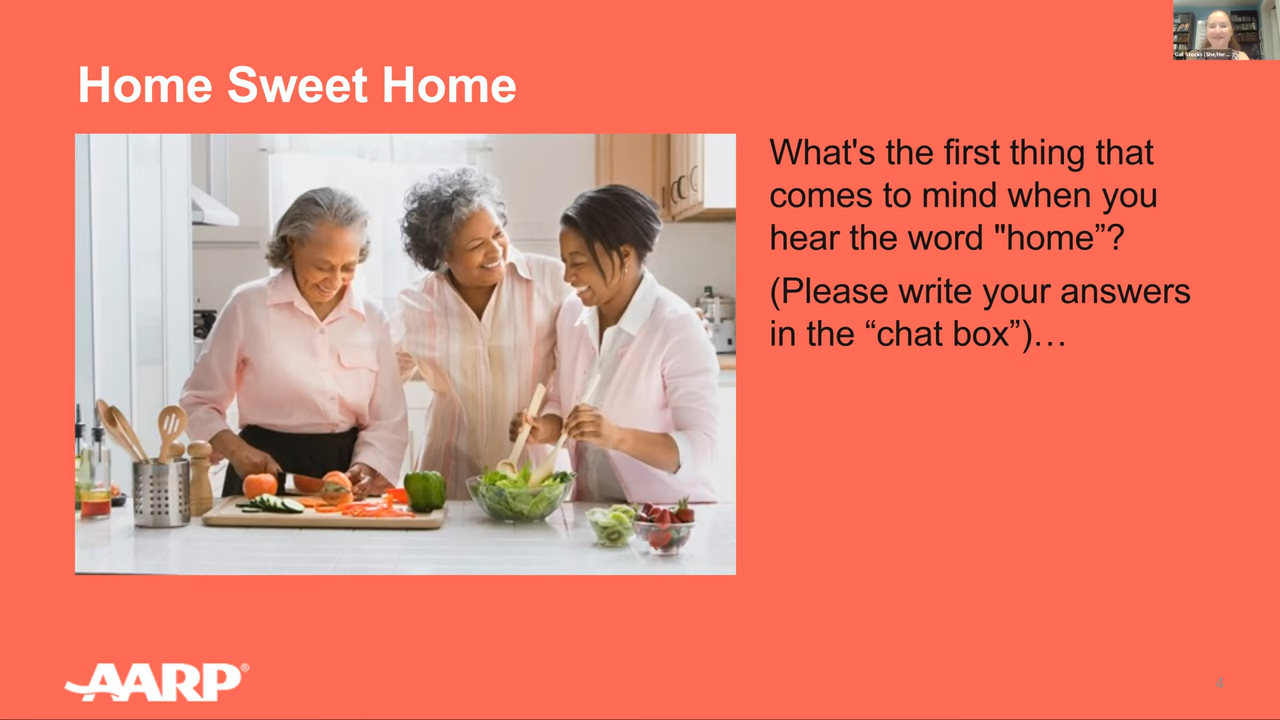 Home Sweet Home
What's the first thing that
comes to mind when you
hear the word "home”?
(Please write your answers
in the “chat box”)…
AARP®
4